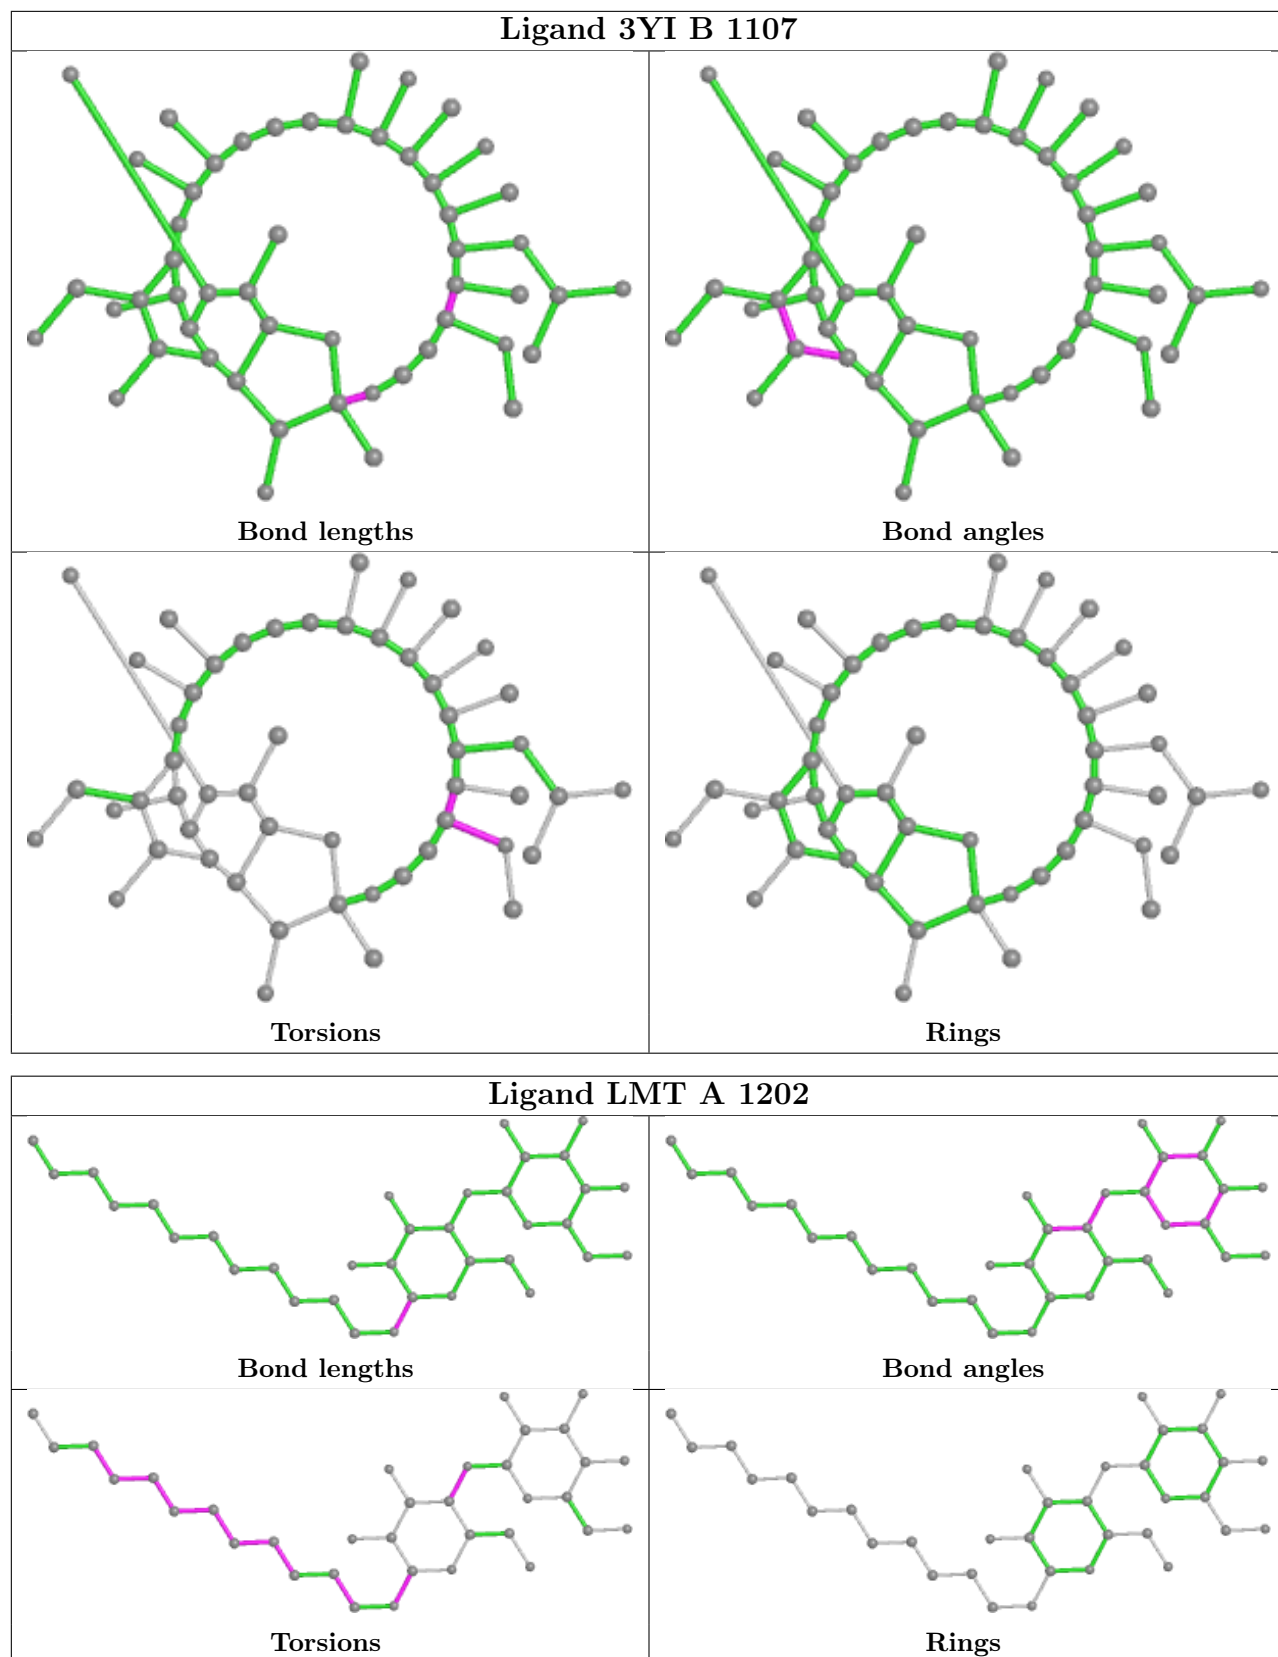 Ligand 3YI B 1107
Bond lengths
Bond angles
Torsions
Rings
Ligand LMT A 1202
Bond lengths
Bond angles
Torsions
Rings